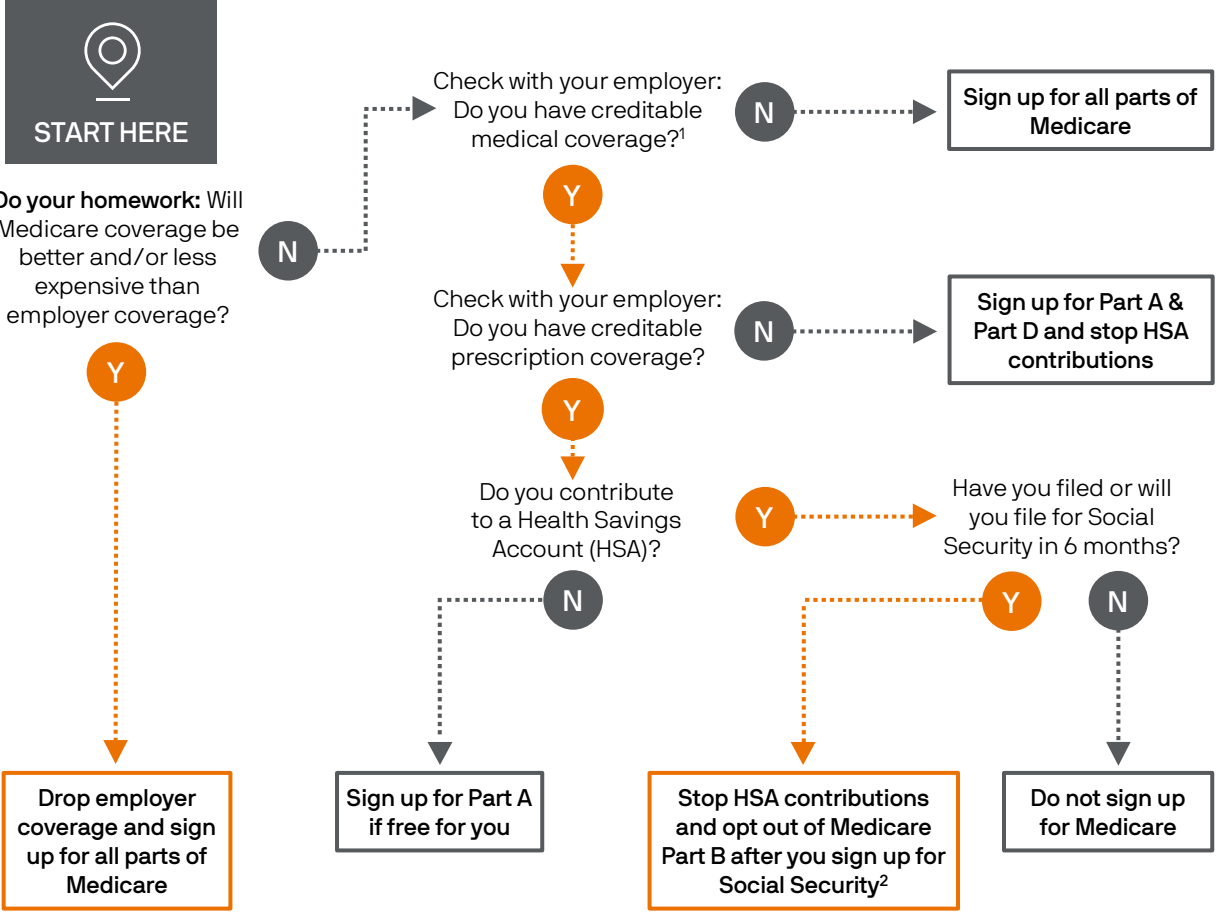 START HERE
Do your homework: Will
Medicare coverage be
better and/or less
expensive than
employer coverage?
N
Y
Check with your employer:
Do you have creditable
medical coverage?¹
N
Sign up for all parts of
Medicare
Y
Check with your employer:
Do you have creditable
prescription coverage?
N
Sign up for Part A &
Part D and stop HSA
contributions
Y
Do you contribute
to a Health Savings
Account (HSA)?
Y
Have you filed or will
you file for Social
Security in 6 months?
N
Y
N
Drop employer
coverage and sign
up for all parts of
Medicare
Sign up for Part A
if free for you
Stop HSA contributions
and opt out of Medicare
Part B after you sign up for
Social Security²
Do not sign up
for Medicare